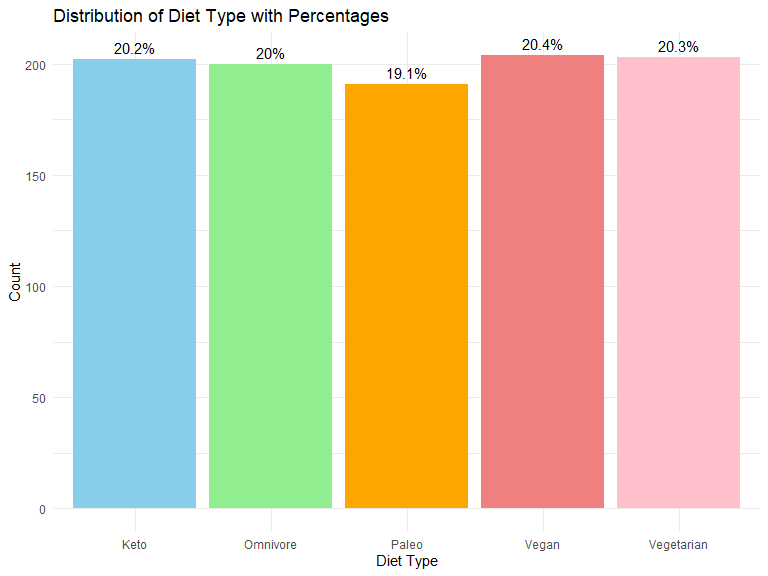 Distribution of Diet Type with Percentages
20.2%
20%
19.1%
20.4%
20.3%
200
150
100
50
0
Count
Keto
Omnivore
Paleo
Vegan
Vegetarian
Diet Type